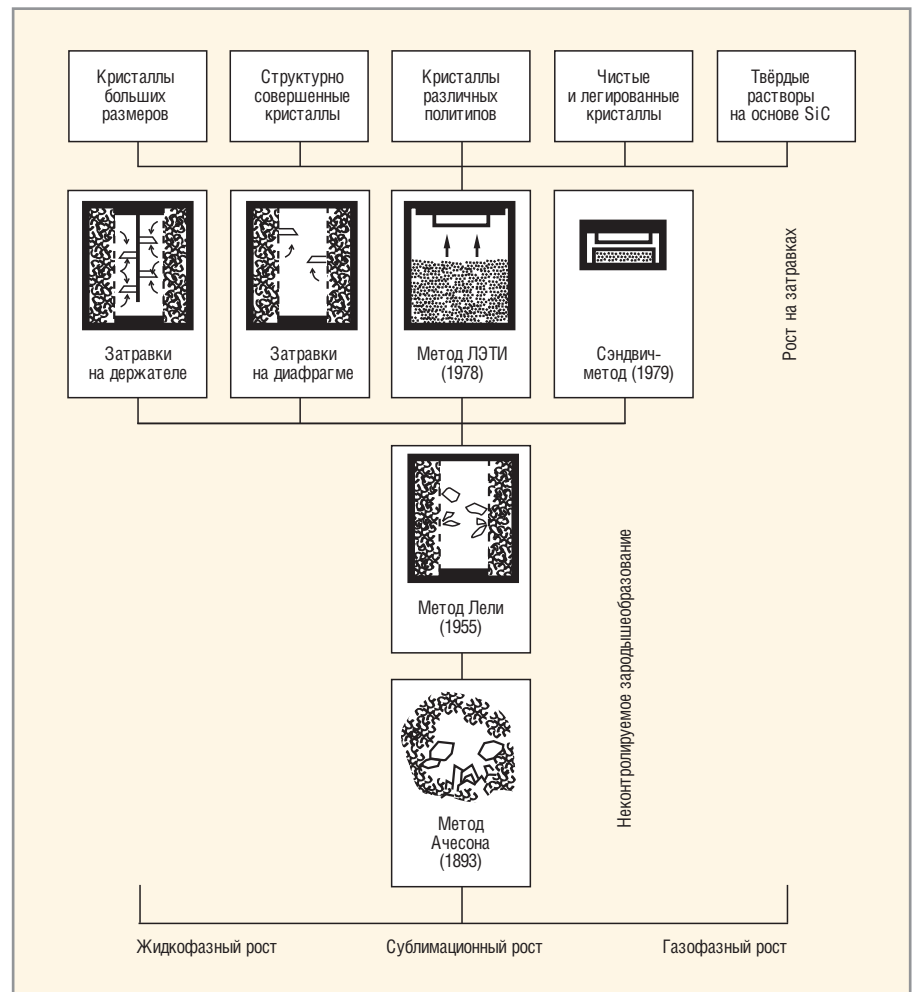 Кристаллы
больших
размеров
Структурно
совершенные
кристаллы
Кристаллы
различных
политипов
Чистые
и легированные
кристаллы
Твёрдые
растворы
на основе SiC
Затравки
на держателе
Затравки
на диафрагме
Метод ЛЭТИ
(1978)
Сэндвич-
метод (1979)
Рост на затравках
Метод Лели
(1955)
Неконтролируемое зародышеобразование
Метод
Ачесона
(1893)
Жидкофазный рост
Сублимационный рост
Газофазный рост